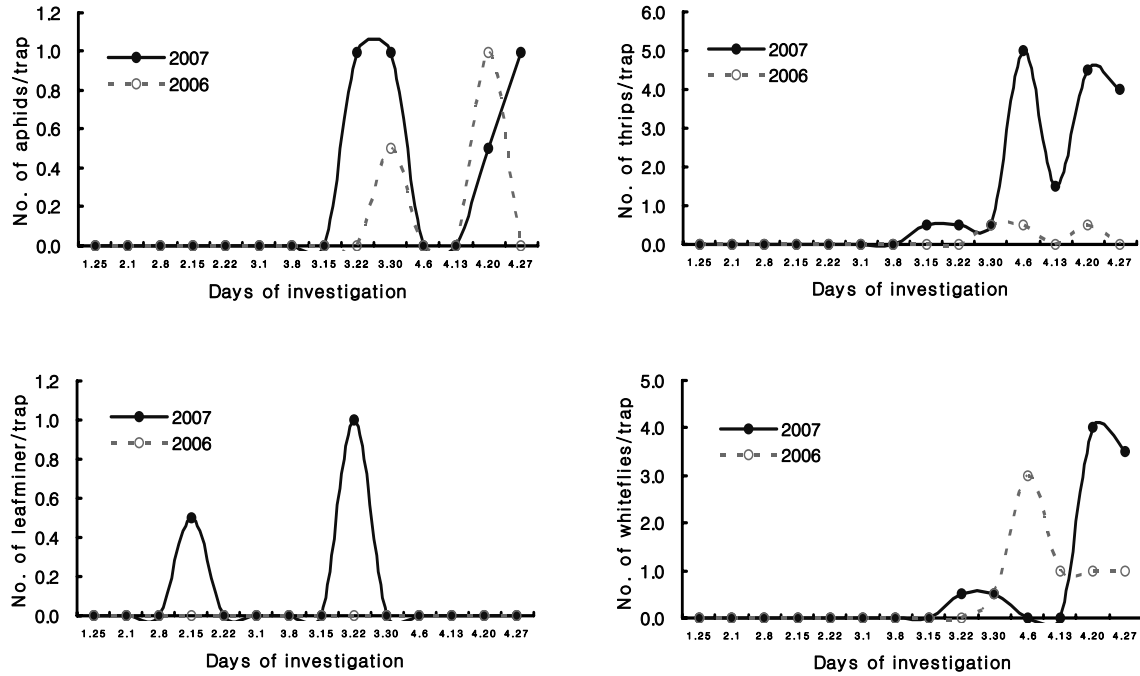 No. of aphids/trap
1.2
1.0
0.8
0.6
0.4
0.2
0.0
2007
2006
1.25 2.1 2.8 2.15 2.22 3.1 3.8 3.15 3.22 3.30 4.6 4.13 4.20 4.27
Days of investigation
No. of thrips/trap
6.0
5.0
4.0
3.0
2.0
1.0
0.0
2007
2006
1.25 2.1 2.8 2.15 2.22 3.1 3.8 3.15 3.22 3.30 4.6 4.13 4.20 4.27
Days of investigation
No. of leafminer/trap
1.2
1.0
0.8
0.6
0.4
0.2
0.0
2007
2006
1.25 2.1 2.8 2.15 2.22 3.1 3.8 3.15 3.22 3.30 4.6 4.13 4.20 4.27
Days of investigation
No. of whiteflies/trap
5.0
4.0
3.0
2.0
1.0
0.0
2007
2006
1.25 2.1 2.8 2.15 2.22 3.1 3.8 3.15 3.22 3.30 4.6 4.13 4.20 4.27
Days of investigation